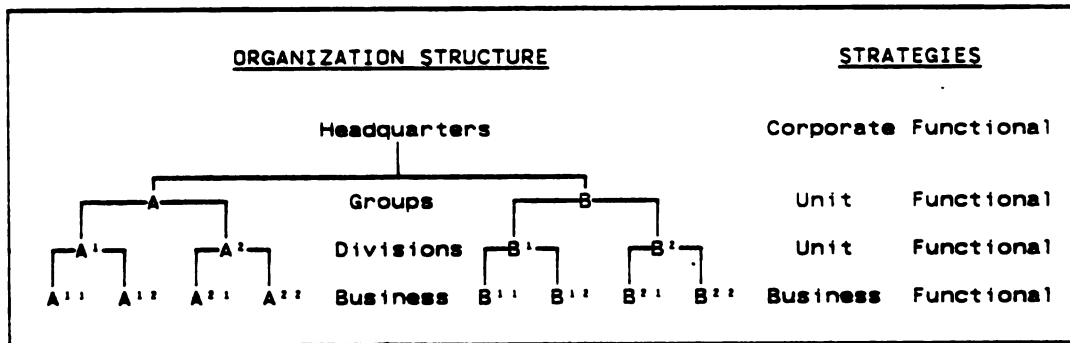 ORGANIZATION STRUCTURE STRATEGIES
Headquarters Corporate Functional
A Groups B Unit Functional
A¹ A² Divisions B¹ B² Unit Functional
A¹¹ A¹² A²¹ A²² Business B¹¹ B¹² B²¹ B²² Business Functional